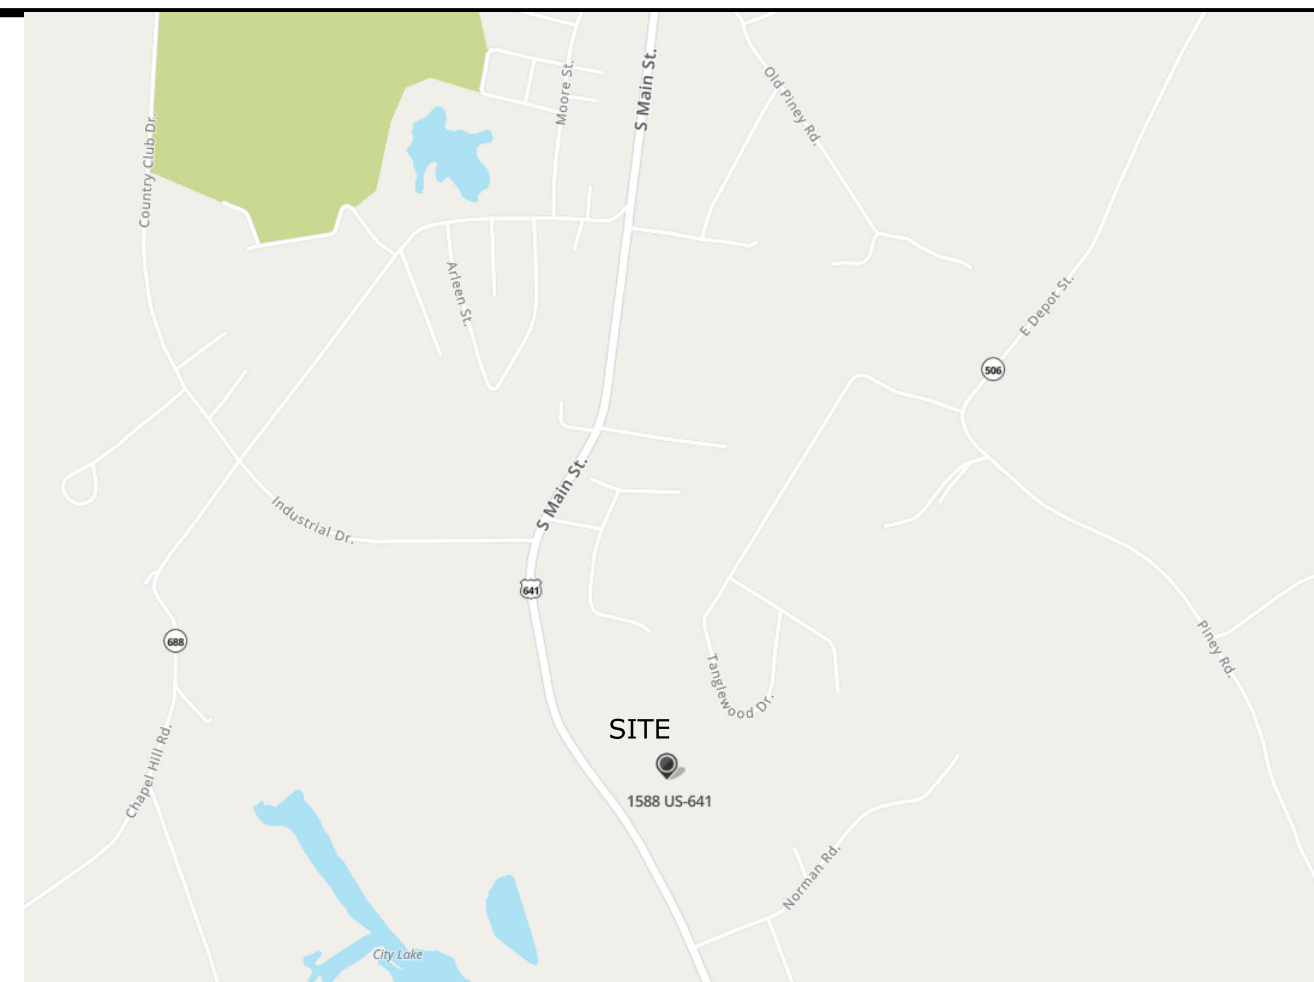 S Main St.
Moore St.
Old Piney Rd.
Country Club Dr.
Arleen St.
E Depot St.
506
S Main St.
Industrial Dr.
641
688
Piney Rd.
Tanglewood Dr.
SITE
Chapel Hill Rd.
1588 US-641
Norman Rd.
City Lake